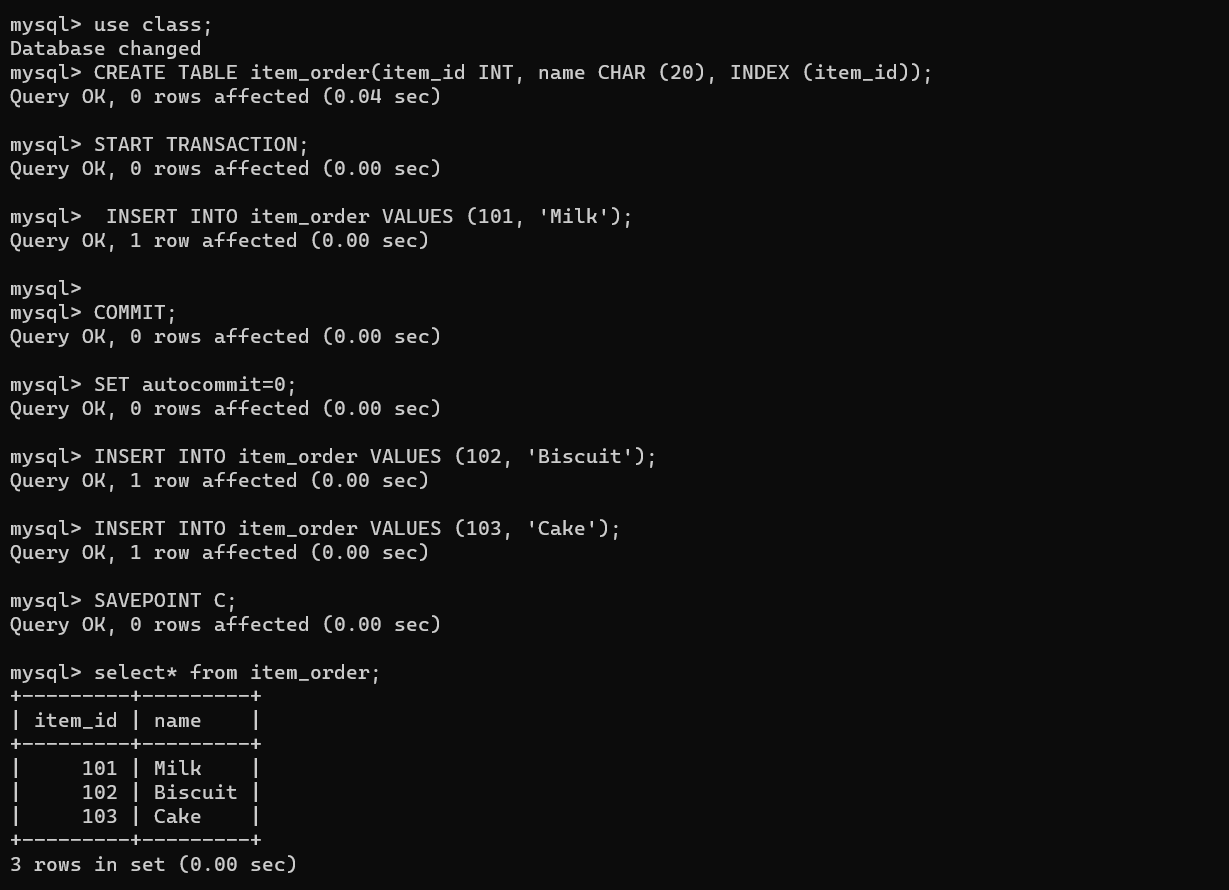 mysql> use class;
Database changed
mysql> CREATE TABLE item_order(item_id INT, name CHAR (20), INDEX (item_id));
Query OK, 0 rows affected (0.04 sec)
mysql> START TRANSACTION;
Query OK, 0 rows affected (0.00 sec)
mysql>  INSERT INTO item_order VALUES (101, 'Milk');
Query OK, 1 row affected (0.00 sec)
mysql>
mysql> COMMIT;
Query OK, 0 rows affected (0.00 sec)
mysql> SET autocommit=0;
Query OK, 0 rows affected (0.00 sec)
mysql> INSERT INTO item_order VALUES (102, 'Biscuit');
Query OK, 1 row affected (0.00 sec)
mysql> INSERT INTO item_order VALUES (103, 'Cake');
Query OK, 1 row affected (0.00 sec)
mysql> SAVEPOINT C;
Query OK, 0 rows affected (0.00 sec)
mysql> select* from item_order;
+---------+---------+
| item_id | name    |
+---------+---------+
|     101 | Milk    |
|     102 | Biscuit |
|     103 | Cake    |
+---------+---------+
3 rows in set (0.00 sec)